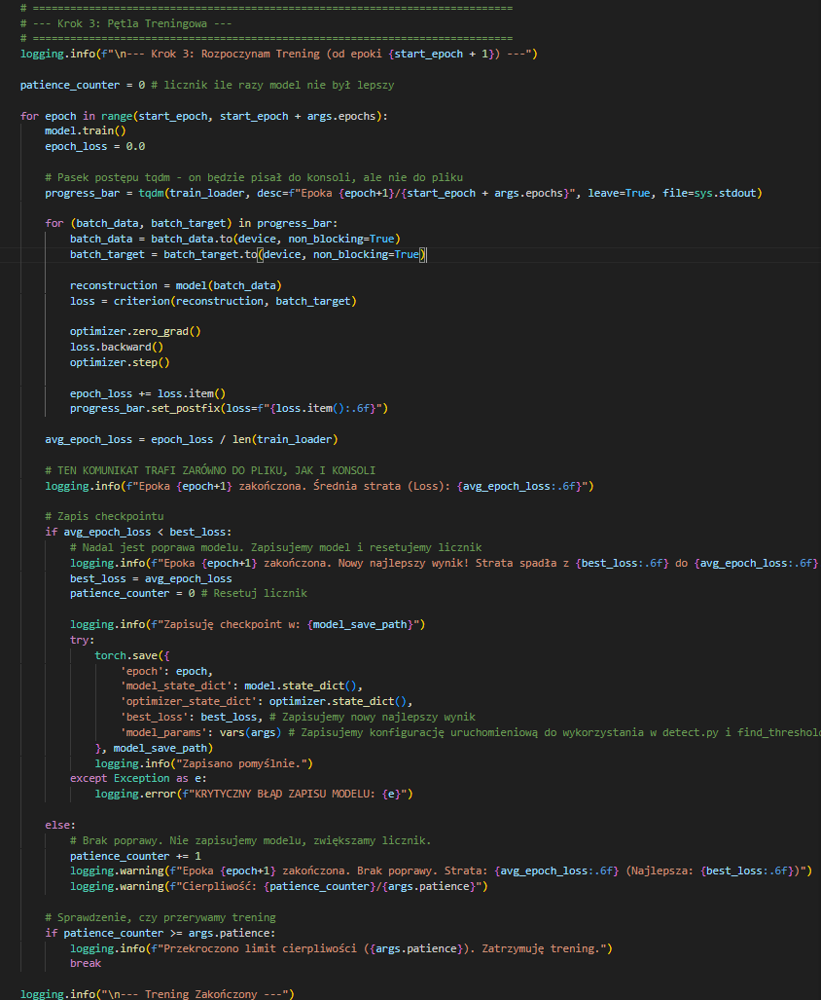 # =============================================================================
# --- Krok 3: Pętla Treningowa ---
# =============================================================================
logging.info(f"\n--- Krok 3: Rozpoczynam Trening (od epoki {start_epoch + 1}) ---")
patience_counter = 0 # licznik ile razy model nie był lepszy
for epoch in range(start_epoch, start_epoch + args.epochs):
model.train()
epoch_loss = 0.0
# Pasek postępu tqdm - on będzie pisał do konsoli, ale nie do pliku
progress_bar = tqdm(train_loader, desc=f"Epoka {epoch+1}/{start_epoch + args.epochs}", leave=True, file=sys.stdout)
for (batch_data, batch_target) in progress_bar:
batch_data = batch_data.to(device, non_blocking=True)
batch_target = batch_target.to(device, non_blocking=True)
reconstruction = model(batch_data)
loss = criterion(reconstruction, batch_target)
optimizer.zero_grad()
loss.backward()
optimizer.step()
epoch_loss += loss.item()
progress_bar.set_postfix(loss=f"{loss.item():.6f}")
avg_epoch_loss = epoch_loss / len(train_loader)
# TEN KOMUNIKAT TRAFI ZARÓWNO DO PLIKU, JAK I KONSOLI
logging.info(f"Epoka {epoch+1} zakończona. Średnia strata (Loss): {avg_epoch_loss:.6f}")
# Zapis checkpointu
if avg_epoch_loss < best_loss:
# Nadal jest poprawa modelu. Zapisujemy model i resetujemy licznik
logging.info(f"Epoka {epoch+1} zakończona. Nowy najlepszy wynik! Strata spadła z {best_loss:.6f} do {avg_epoch_loss:.6f}
best_loss = avg_epoch_loss
patience_counter = 0 # Resetuj licznik
logging.info(f"Zapisuję checkpoint w: {model_save_path}")
try:
torch.save({
'epoch': epoch,
'model_state_dict': model.state_dict(),
'optimizer_state_dict': optimizer.state_dict(),
'best_loss': best_loss, # Zapisujemy nowy najlepszy wynik
'model_params': vars(args) # Zapisujemy konfigurację uruchomieniową do wykorzystania w detect.py i find_threshold
}, model_save_path)
logging.info("Zapisano pomyślnie.")
except Exception as e:
logging.error(f"KRYTYCZNY BŁĄD ZAPISU MODELU: {e}")
else:
# Brak poprawy. Nie zapisujemy modelu, zwiększamy licznik.
patience_counter += 1
logging.warning(f"Epoka {epoch+1} zakończona. Brak poprawy. Strata: {avg_epoch_loss:.6f} (Najlepsza: {best_loss:.6f})")
logging.warning(f"Cierpliwość: {patience_counter}/{args.patience}")
# Sprawdzenie, czy przerywamy trening
if patience_counter >= args.patience:
logging.info(f"Przekroczono limit cierpliwości ({args.patience}). Zatrzymuję trening.")
break
logging.info("\n--- Trening Zakończony ---")